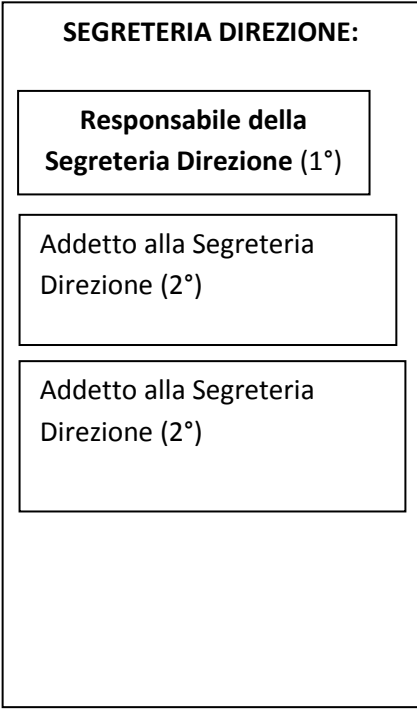 SEGRETERIA DIREZIONE:
Responsabile della
Segreteria Direzione (1°)
Addetto alla Segreteria
Direzione (2°)
Addetto alla Segreteria
Direzione (2°)